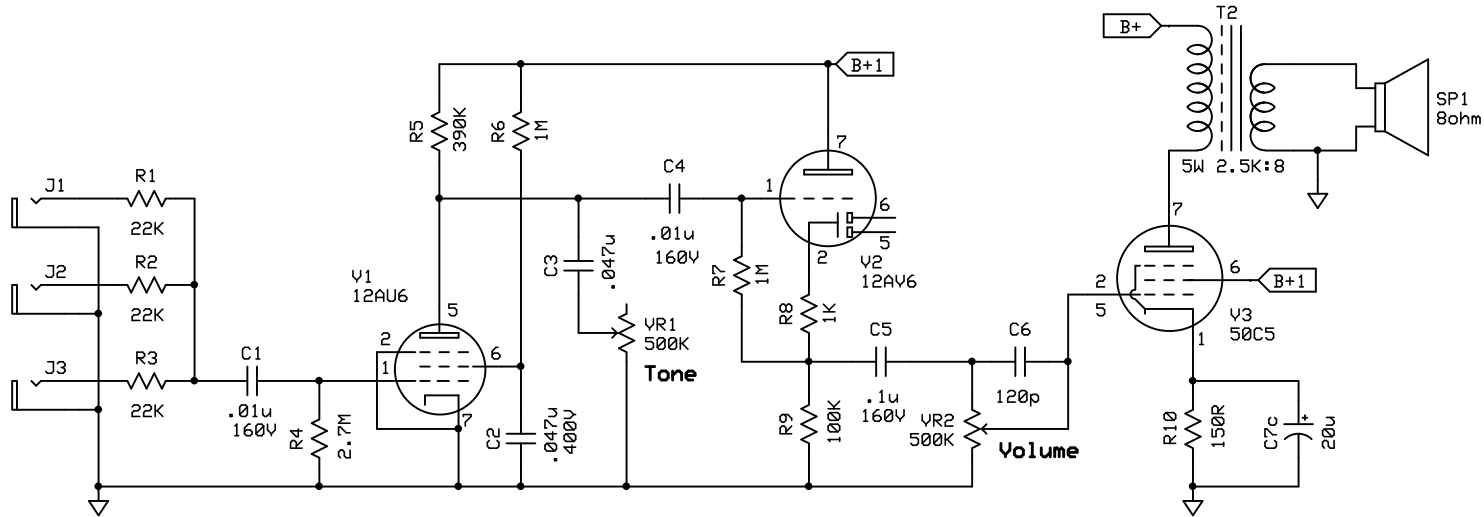 J1
R1
22K
J2
R2
22K
J3
R3
22K
C1
.01u
160V
R4
2.7M
V1
12AU6
5
2
1
6
7
R5
390K
R6
1M
C2
.047u
400V
C3
.047u
VR1
500K
Tone
C4
.01u
160V
R7
1M
B+1
7
1
6
5
2
V2
12AV6
R8
1K
R9
100K
C5
.1u
160V
C6
120p
VR2
500K
Volume
B+
T2
5W 2.5K:8
SP1
8ohm
7
2
5
6
B+1
V3
50C5
1
R10
150R
C7c
+
20u